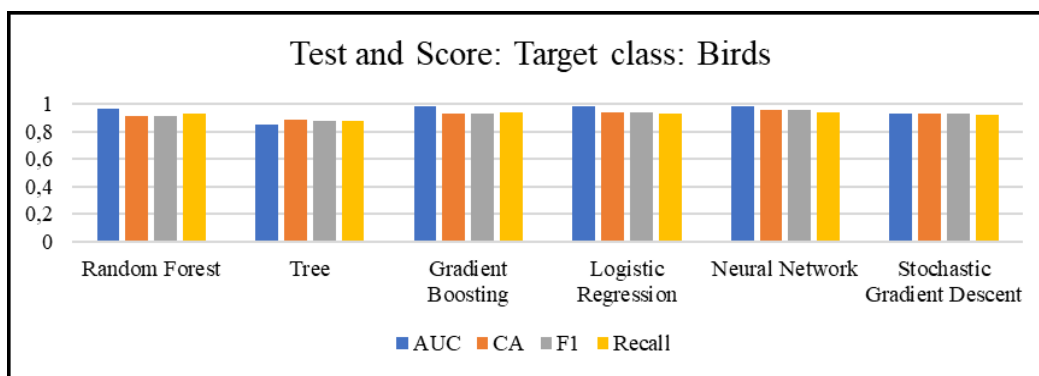 Test and Score: Target class: Birds
1
0,8
0,6
0,4
0,2
0
Random Forest
Tree
Gradient
Boosting
Logistic
Regression
Neural Network
Stochastic
Gradient Descent
AUC CA F1 Recall